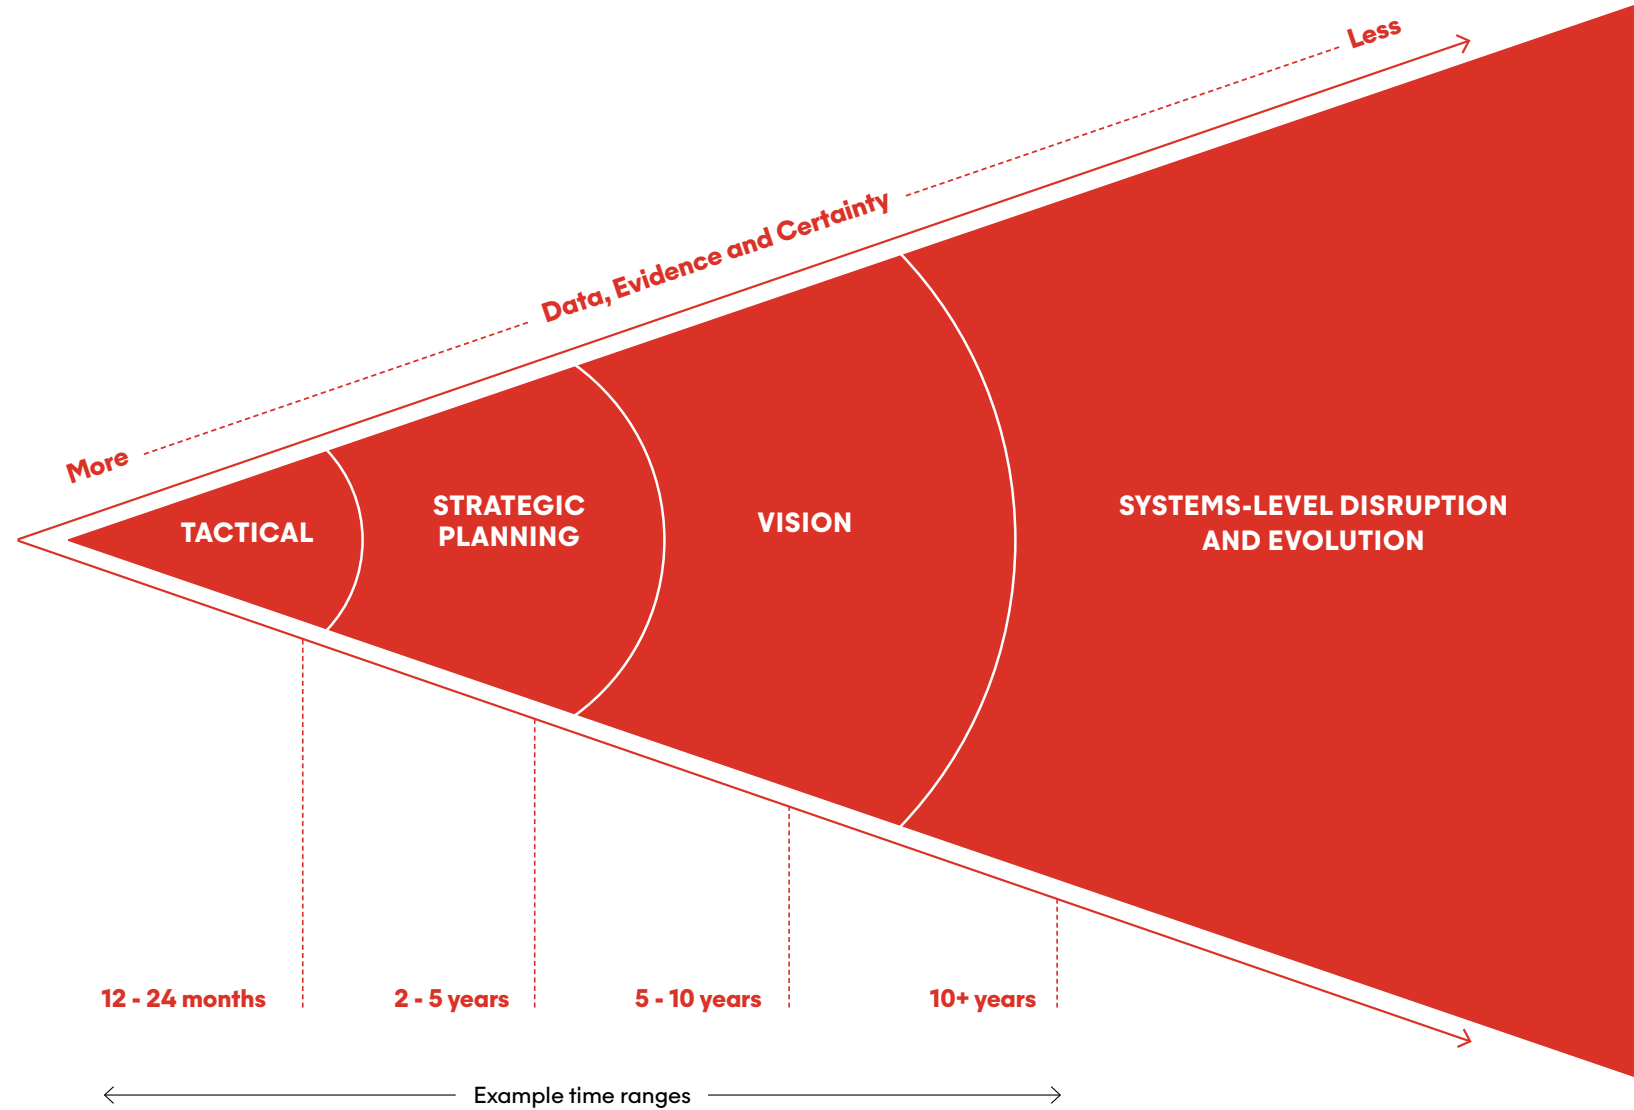 Less
Data, Evidence and Certainty
More
TACTICAL
STRATEGIC
PLANNING
VISION
SYSTEMS-LEVEL DISRUPTION
AND EVOLUTION
12 - 24 months
2 - 5 years
5 - 10 years
10+ years
Example time ranges